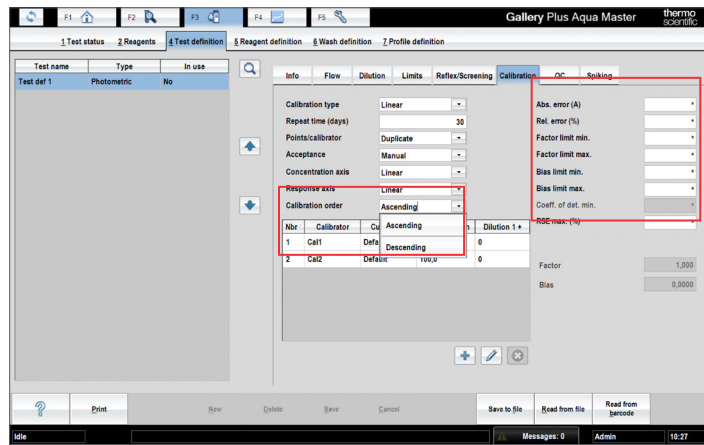 F1 F2 F3 F4 F5 Gallery Plus Aqua Master thermo scientific
1 Test status 2 Reagents 4 Test definition 5 Reagent definition 6 Wash definition 7 Profile definition
Test name Type In use
Test def 1 Photometric No
Info Flow Dilution Limits Reflex/Screening Calibration QC Spiking
Calibration type Linear
Repeat time (days) 30
Points/calibrator Duplicate
Acceptance Manual
Concentration axis Linear
Response axis Linear
Calibration order Ascending
Ascending
Descending
Nbr Calibrator Dilution 1 +
1 Cal1 0
2 Cal2 Default 100,0 0
Abs. error (A) *
Rel. error (%) *
Factor limit min. *
Factor limit max. *
Bias limit min. *
Bias limit max. *
Coeff. of det. min. *
RSE max. (%) *
Factor 1,000
Bias 0,0000
? Print New Delete Save Cancel Save to file Read from file Read from barcode
Idle Messages: 0 Admin 10:27